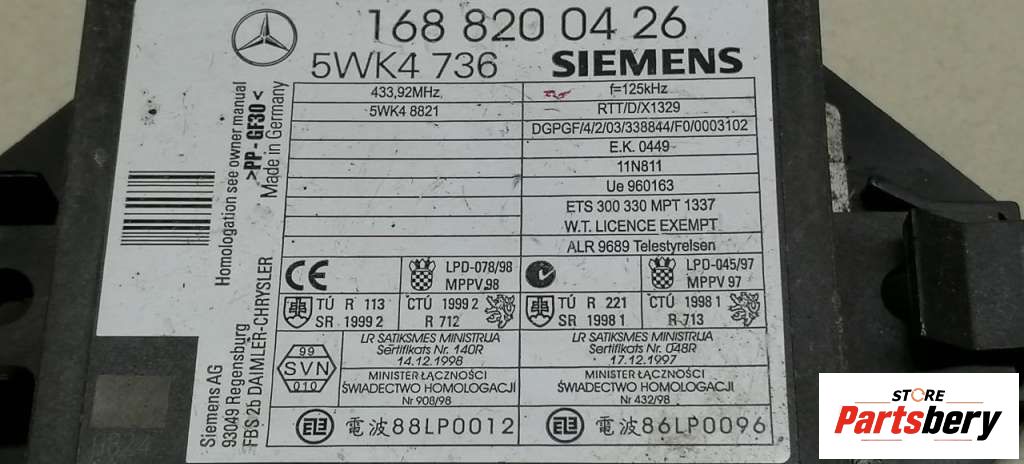 168 820 04 26
5WK4 736 SIEMENS
433,92MHz, f=125kHz
5WK4 8821 RTT/D/X1329
DGPGF/4/2/03/338844/F0/0003102
E.K. 0449
11N811
Ue 960163
ETS 300 330 MPT 1337
W.T. LICENCE EXEMPT
ALR 9689 Telestyrelsen
CE LPD-078/98 LPD-045/97
MPPV 98 MPPV 97
TÚ R 113 CTÜ 1999 2 TÚ R 221 CTÜ 1998 1
SR 1999 2 R 712 SR 1998 1 R 713
LR SATIKSMES MINISTRIJA LR SATIKSMES MINISTRIJA
Sertifikats Nr. 140R Sertifikats Nr. 048R
14.12.1998 17.12.1997
99
SVN
010
MINISTER ŁĄCZNOŚCI MINISTER ŁĄCZNOŚCI
ŚWIADECTWO HOMOLOGACJI ŚWIADECTWO HOMOLOGACJI
Nr 908/98 Nr 432/98
電波88LP0012 電波86LP0096
Homologation see owner manual
>PP-GF30<
Made in Germany
Siemens AG
93049 Regensburg
FBS 2b DAIMLER-CHRYSLER
STORE
Partsbery